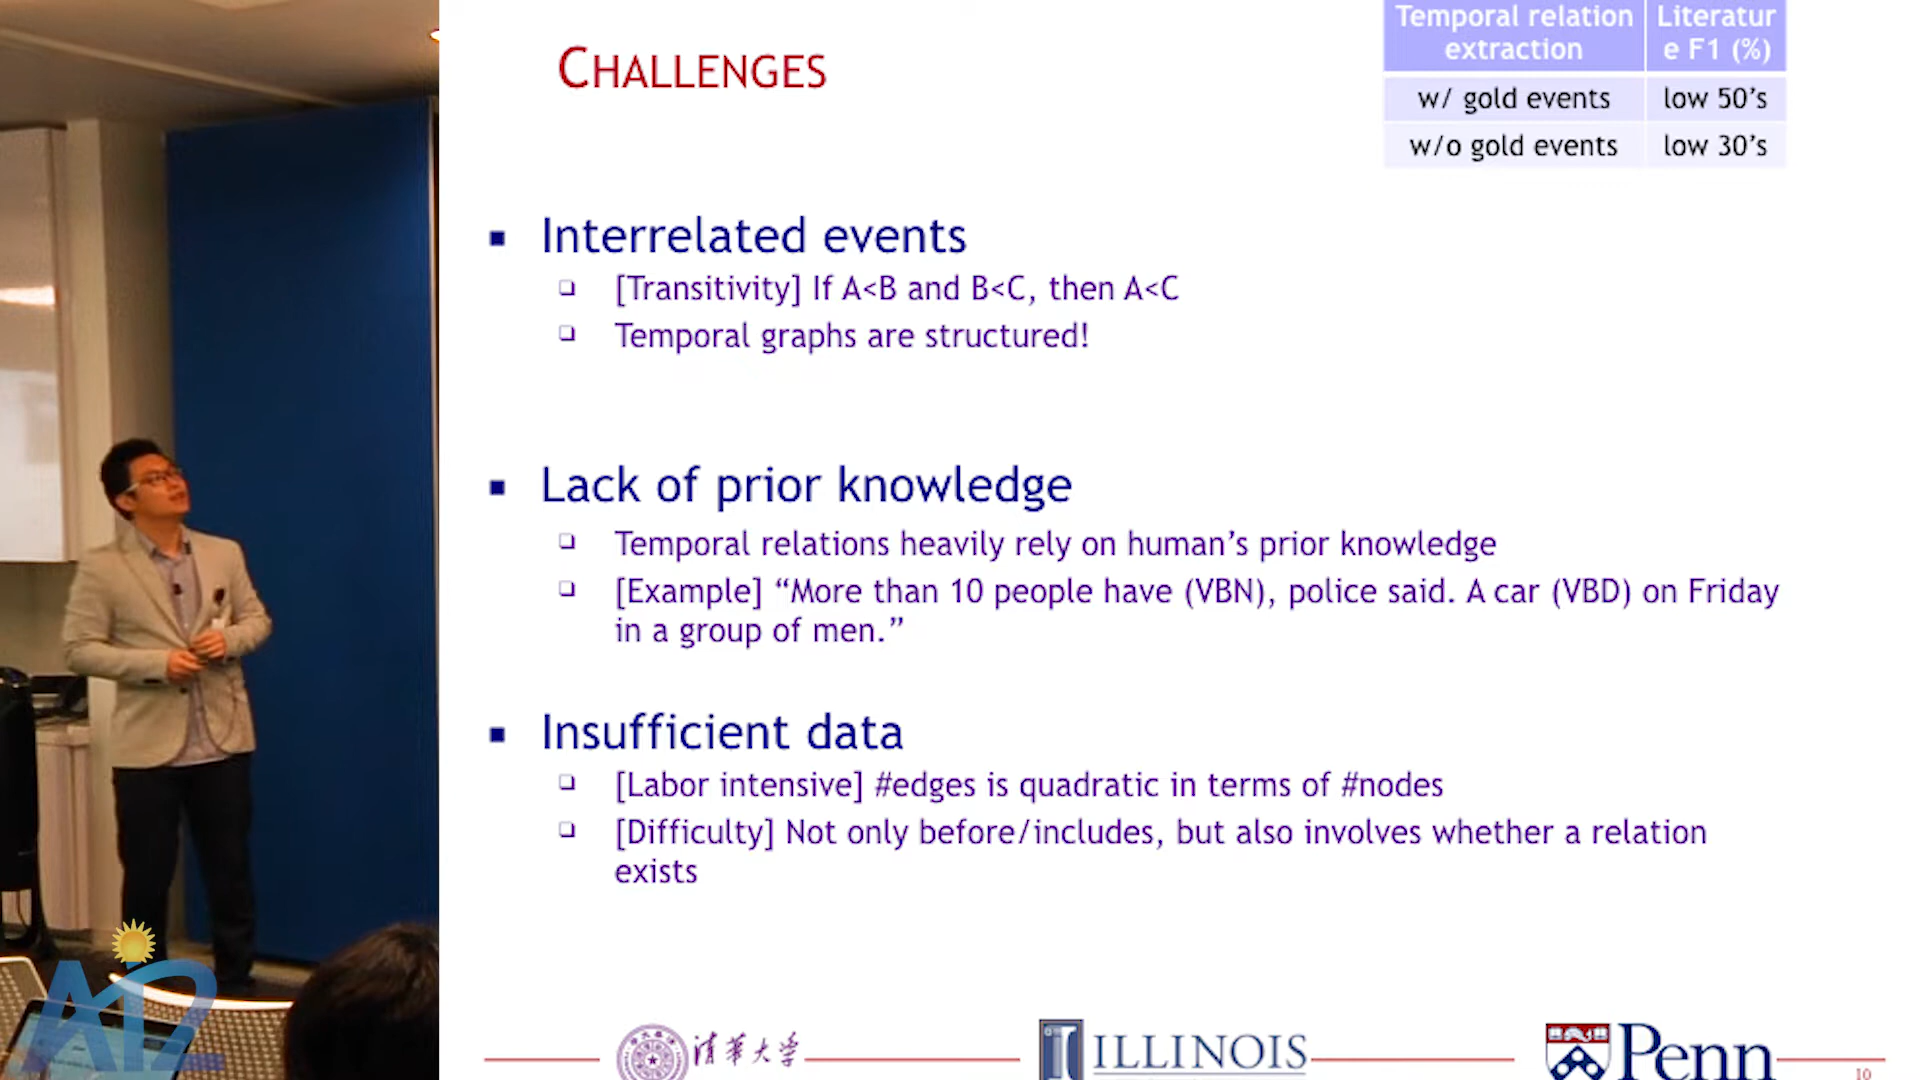 CHALLENGES
Temporal relation
extraction
Literatur
e F1 (%)
w/ gold events
low 50's
w/o gold events
low 30's
Interrelated events
[Transitivity] If A<B and B<C, then A<C
Temporal graphs are structured!
Lack of prior knowledge
Temporal relations heavily rely on human's prior knowledge
[Example] “More than 10 people have (VBN), police said. A car (VBD) on Friday
in a group of men.”
Insufficient data
[Labor intensive] #edges is quadratic in terms of #nodes
[Difficulty] Not only before/includes, but also involves whether a relation
exists
AI2
清華大学
ILLINOIS
Penn
10